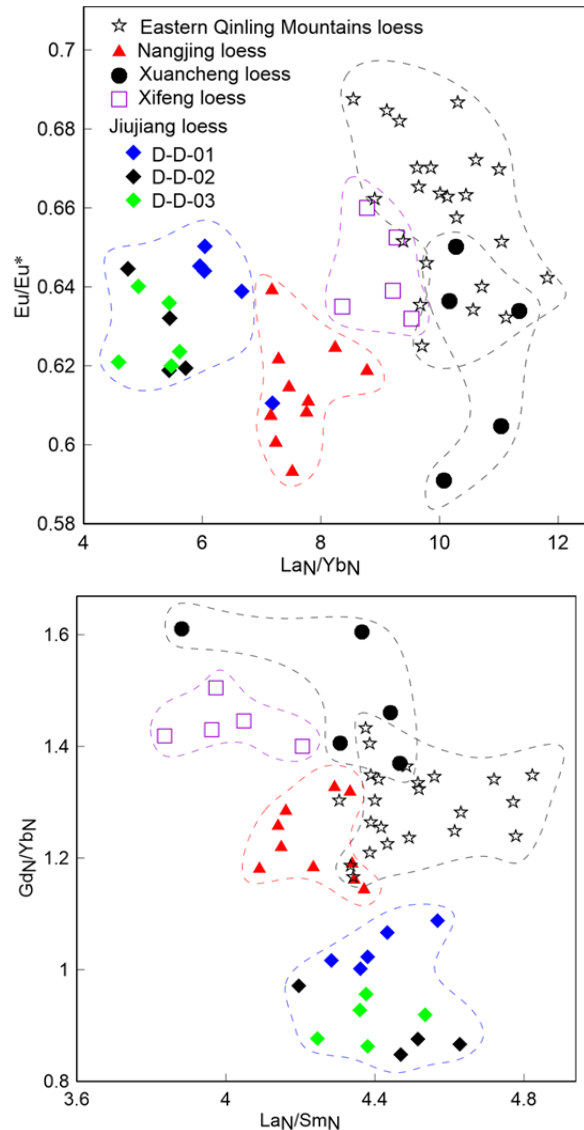 Eastern Qinling Mountains loess
Nangjing loess
Xuancheng loess
Xifeng loess
Jiujiang loess
D-D-01
D-D-02
D-D-03
0.7
0.68
0.66
0.64
0.62
0.6
0.58
Eu/Eu*
4 6 8 10 12
LaN/YbN
1.6
1.4
1.2
1
0.8
GdN/YbN
3.6 4 4.4 4.8
LaN/SmN